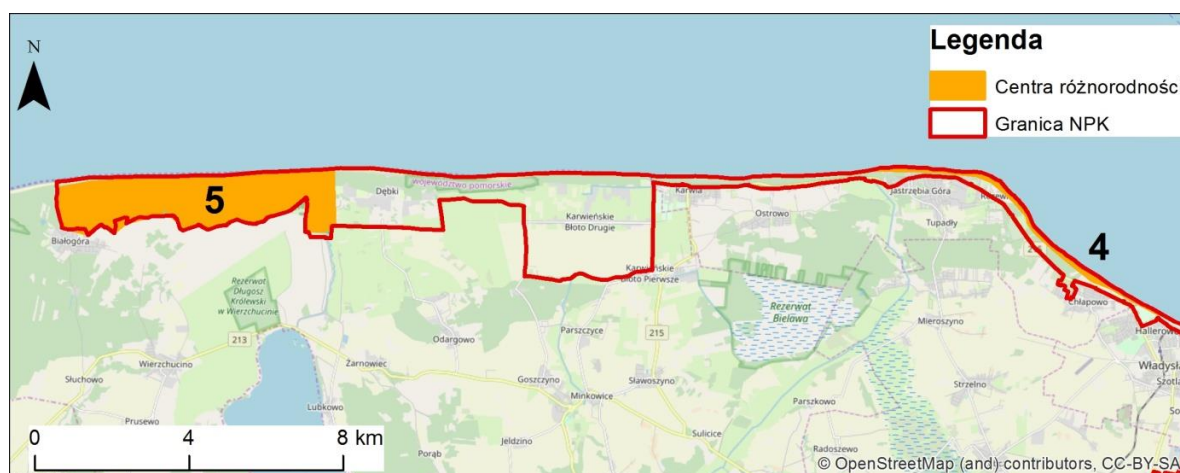 N
Legenda
Centra różnorodnośc
Granica NPK
5
Dębki
województwo pomorskie
Białogóra
Karwieńskie
Błoto Drugie
Karwia
Ostrowo
Jastrzębia Góra
Tupadły
4
Chłapowo
Karwieńskie
Błoto Pierwsze
Rezerwat
Długosz
Królewski
w Wierzchucinie
Rezerwat
Bielawa
Mieroszyno
Hallerowo
213
215
Parszczyce
Odargowo
Wierzchucino
Żarnowiec
Słuchowo
Goszczyno
Sławoszyno
Strzelno
Minkowice
Lubkowo
Prusewo
Parszkowo
Sulicice
Jeldzino
Radoszewo
Porąb
0 4 8 km
© OpenStreetMap (and) contributors, CC-BY-SA